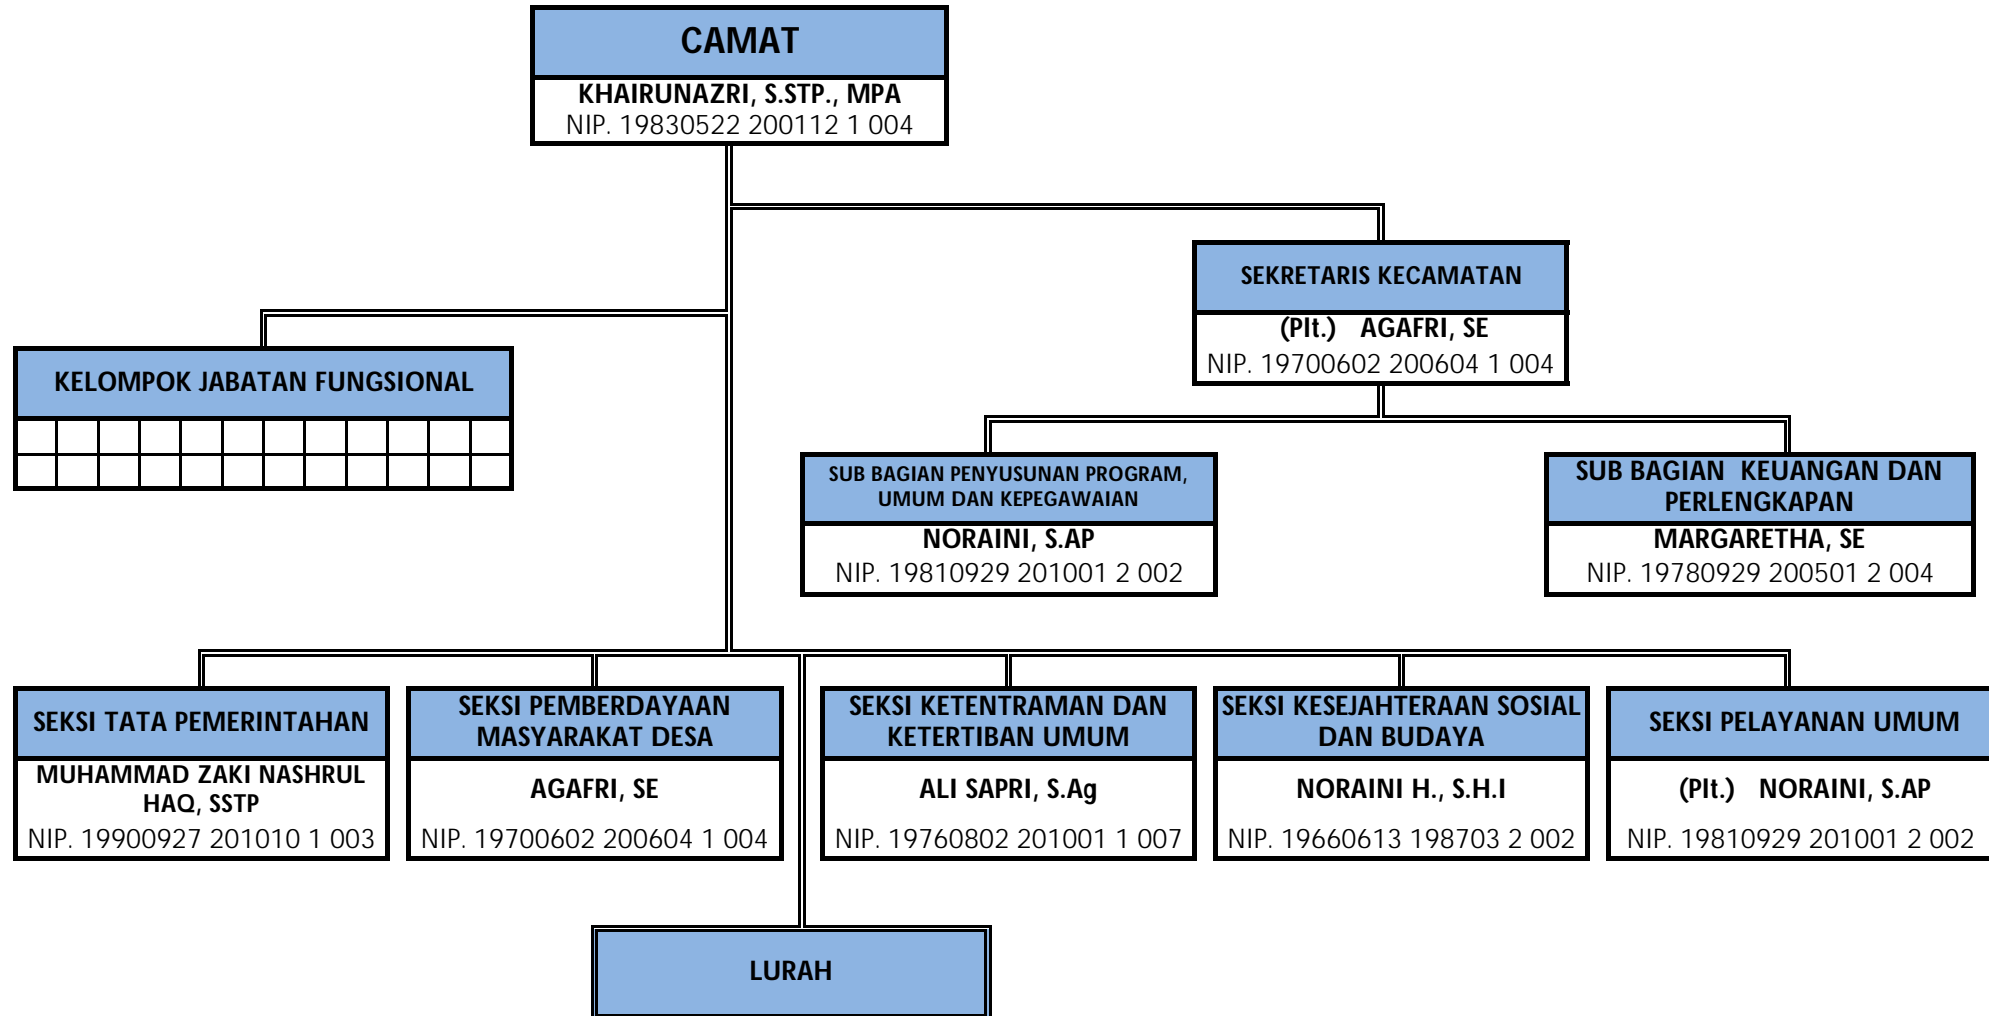 CAMAT
KHAIRUNAZRI, S.STP., MPA
NIP. 19830522 200112 1 004
SEKRETARIS KECAMATAN
(Plt.) AGAFRI, SE
NIP. 19700602 200604 1 004
KELOMPOK JABATAN FUNGSIONAL
SUB BAGIAN PENYUSUNAN PROGRAM,
UMUM DAN KEPEGAWAIAN
NORAINI, S.AP
NIP. 19810929 201001 2 002
SUB BAGIAN KEUANGAN DAN
PERLENGKAPAN
MARGARETHA, SE
NIP. 19780929 200501 2 004
SEKSI TATA PEMERINTAHAN
MUHAMMAD ZAKI NASHRUL
HAQ, SSTP
NIP. 19900927 201010 1 003
SEKSI PEMBERDAYAAN
MASYARAKAT DESA
AGAFRI, SE
NIP. 19700602 200604 1 004
SEKSI KETENTRAMAN DAN
KETERTIBAN UMUM
ALI SAPRI, S.Ag
NIP. 19760802 201001 1 007
SEKSI KESEJAHTERAAN SOSIAL
DAN BUDAYA
NORAINI H., S.H.I
NIP. 19660613 198703 2 002
SEKSI PELAYANAN UMUM
(Plt.) NORAINI, S.AP
NIP. 19810929 201001 2 002
LURAH